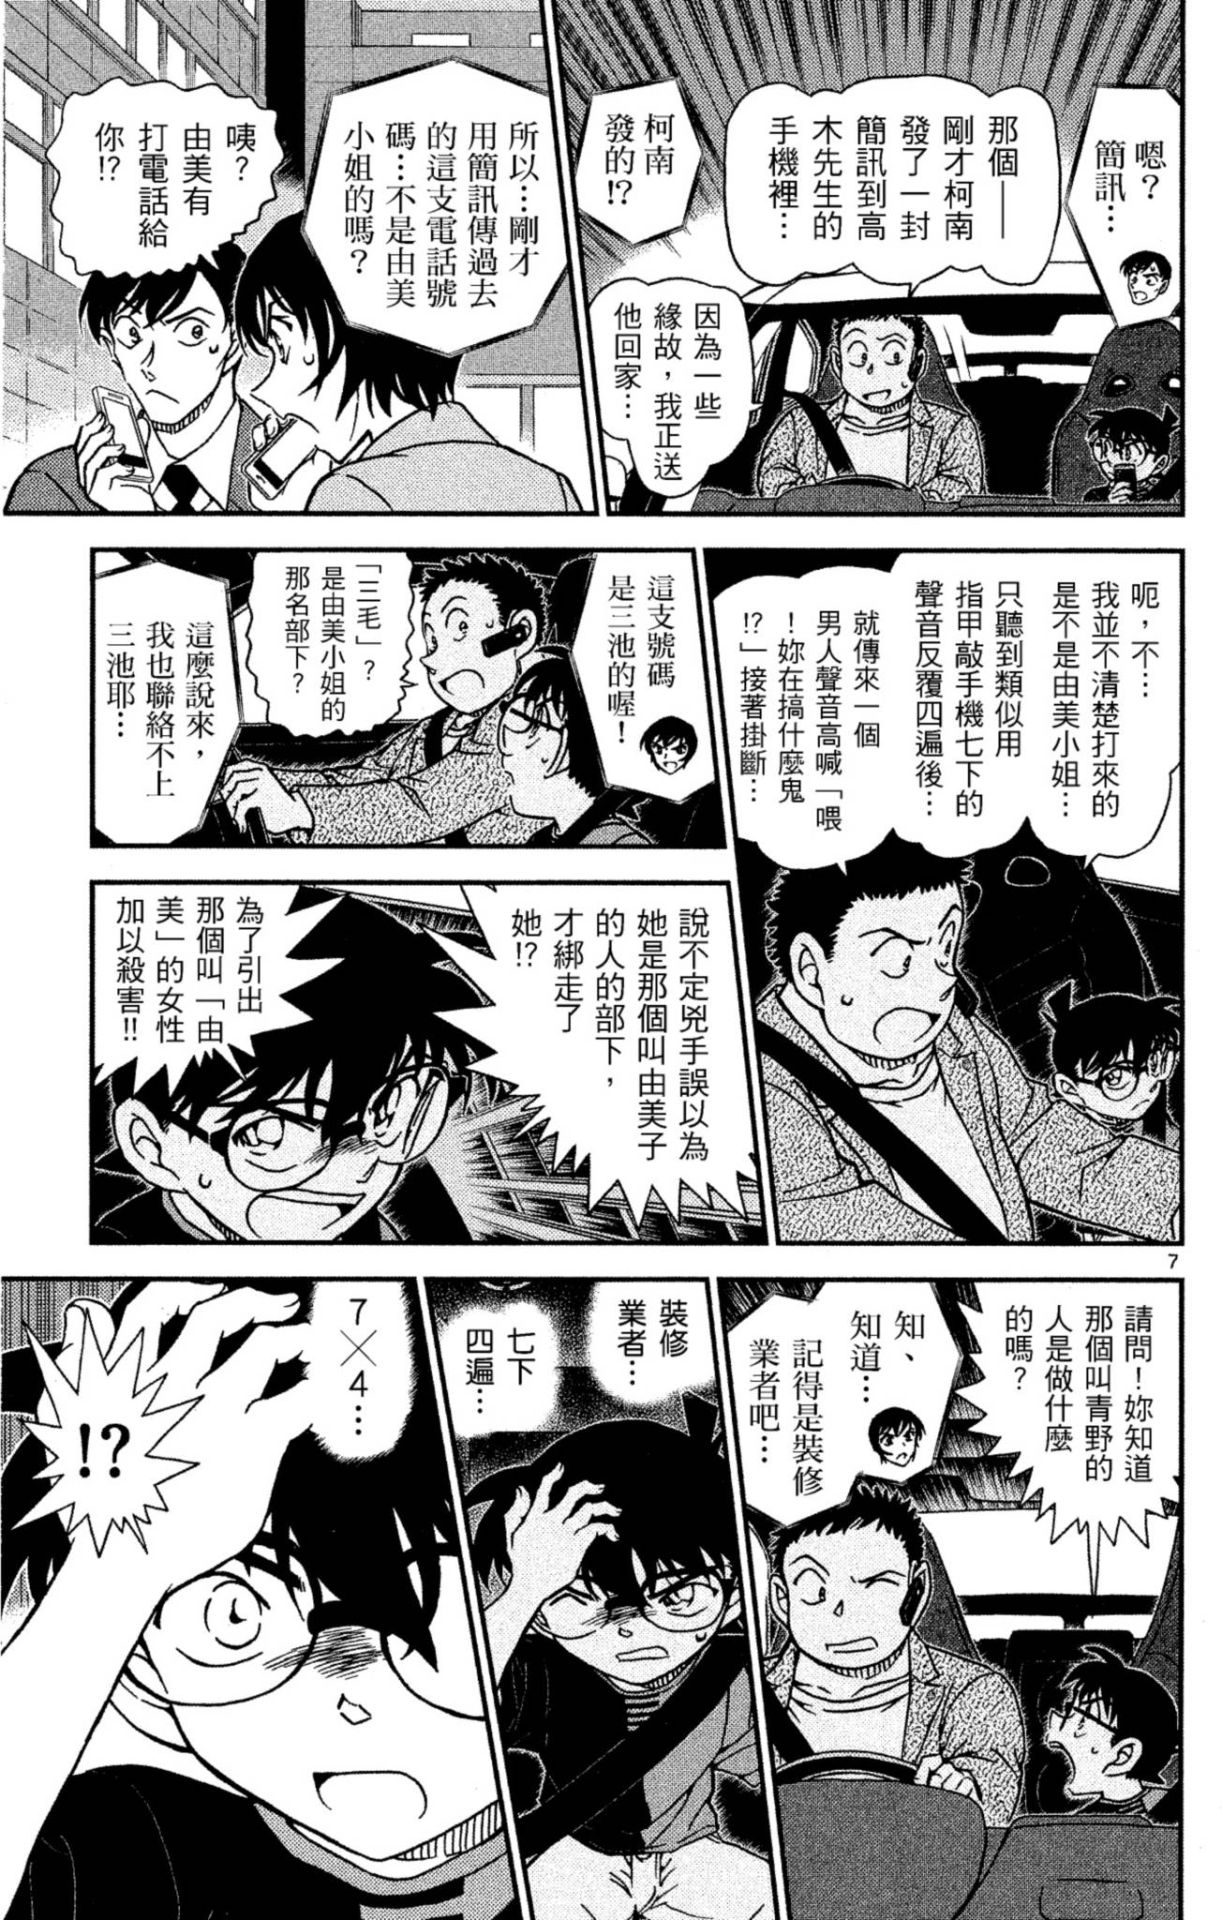 嗯?
簡訊…
那個——
剛才柯南
發了一封
簡訊到高
木先生的
手機裡…
柯南
發的!?
因為一些
緣故,我正送
他回家…
所以…剛才
用簡訊傳過去
的這支電話號
碼…不是由美
小姐的嗎?
咦?
由美有
打電話給
你!?
呃,不…
我並不清楚打來的
是不是由美小姐…
只聽到類似用
指甲敲手機七下的
聲音反覆四遍後…
就傳來一個
男人聲音高喊「喂
!妳在搞什麼鬼
!?」接著掛斷…
這支號碼
是三池的喔!
「三毛」?
是由美小姐的
那名部下?
這麼說來,
我也聯絡不上
三池耶…
說不定兇手誤以為
她是那個叫由美子
的人的部下,
才綁走了
她!?
為了引出
那個叫「由
美」的女性
加以殺害!!
7
請問!妳知道
那個叫青野的
人是做什麼
的嗎?
知、
知道…
記得是裝修
業者吧…
裝修
業者…
七下
四遍…
7×4…
!?